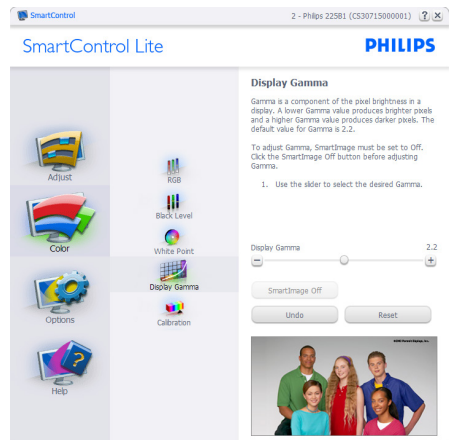 SmartControl
2 - Philips 225B1 (CS30715000001)
?
SmartControl Lite
PHILIPS
Adjust
Color
Options
Help
RGB
Black Level
White Point
Display Gamma
Calibration
Display Gamma
Gamma is a component of the pixel brightness in a
display. A lower Gamma value produces brighter pixels
and a higher Gamma value produces darker pixels. The
default value for Gamma is 2.2.
To adjust Gamma, SmartImage must be set to Off.
Click the SmartImage Off button before adjusting
Gamma.
1. Use the slider to select the desired Gamma.
Display Gamma 2.2
SmartImage Off
Undo Reset